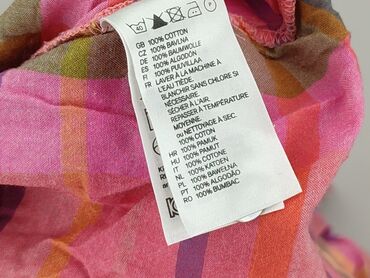 40
GB 100% COTTON
CZ 100% BAVLNA
DE 100% BAUMWOLLE
ES 100% ALGODÓN
FI 100% PUUVILLAA
FR LAVER À LA MACHINE À
L'EAU TIÈDE.
BLANCHIR SANS CHLORE SI
NÉCESSAIRE.
SÉCHER À L'AIR.
REPASSER À TEMPÉRATURE
MOYENNE.
OU NETTOYAGE À SEC.
100% COTON
HR 100% PAMUK
HU 100% PAMUT
IT 100% COTONE
NL 100% KATOEN
PL 100% BAWEŁNA
PT 100% ALGODÃO
RO 100% BUMBAC